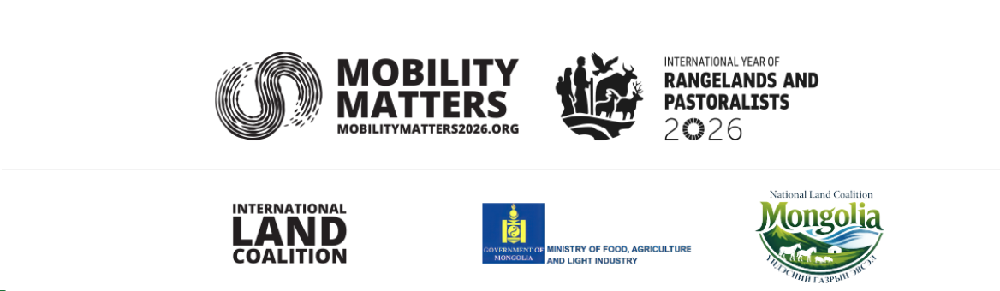 MOBILITY
MATTERS
MOBILITYMATTERS2026.ORG
INTERNATIONAL YEAR OF
RANGELANDS AND
PASTORALISTS
2026
INTERNATIONAL
LAND
COALITION
GOVERNMENT OF
MONGOLIA
MINISTRY OF FOOD, AGRICULTURE
AND LIGHT INDUSTRY
National Land Coalition
Mongolia
ҮНДЭСНИЙ ГАЗРЫН ЭВСЭЛ